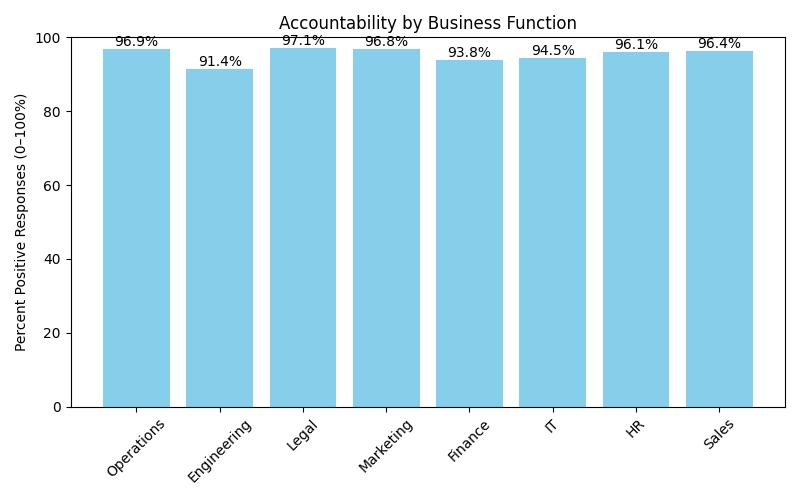 Accountability by Business Function
Percent Positive Responses (0–100%)
100
80
60
40
20
0
96.9%
91.4%
97.1%
96.8%
93.8%
94.5%
96.1%
96.4%
Operations
Engineering
Legal
Marketing
Finance
IT
HR
Sales